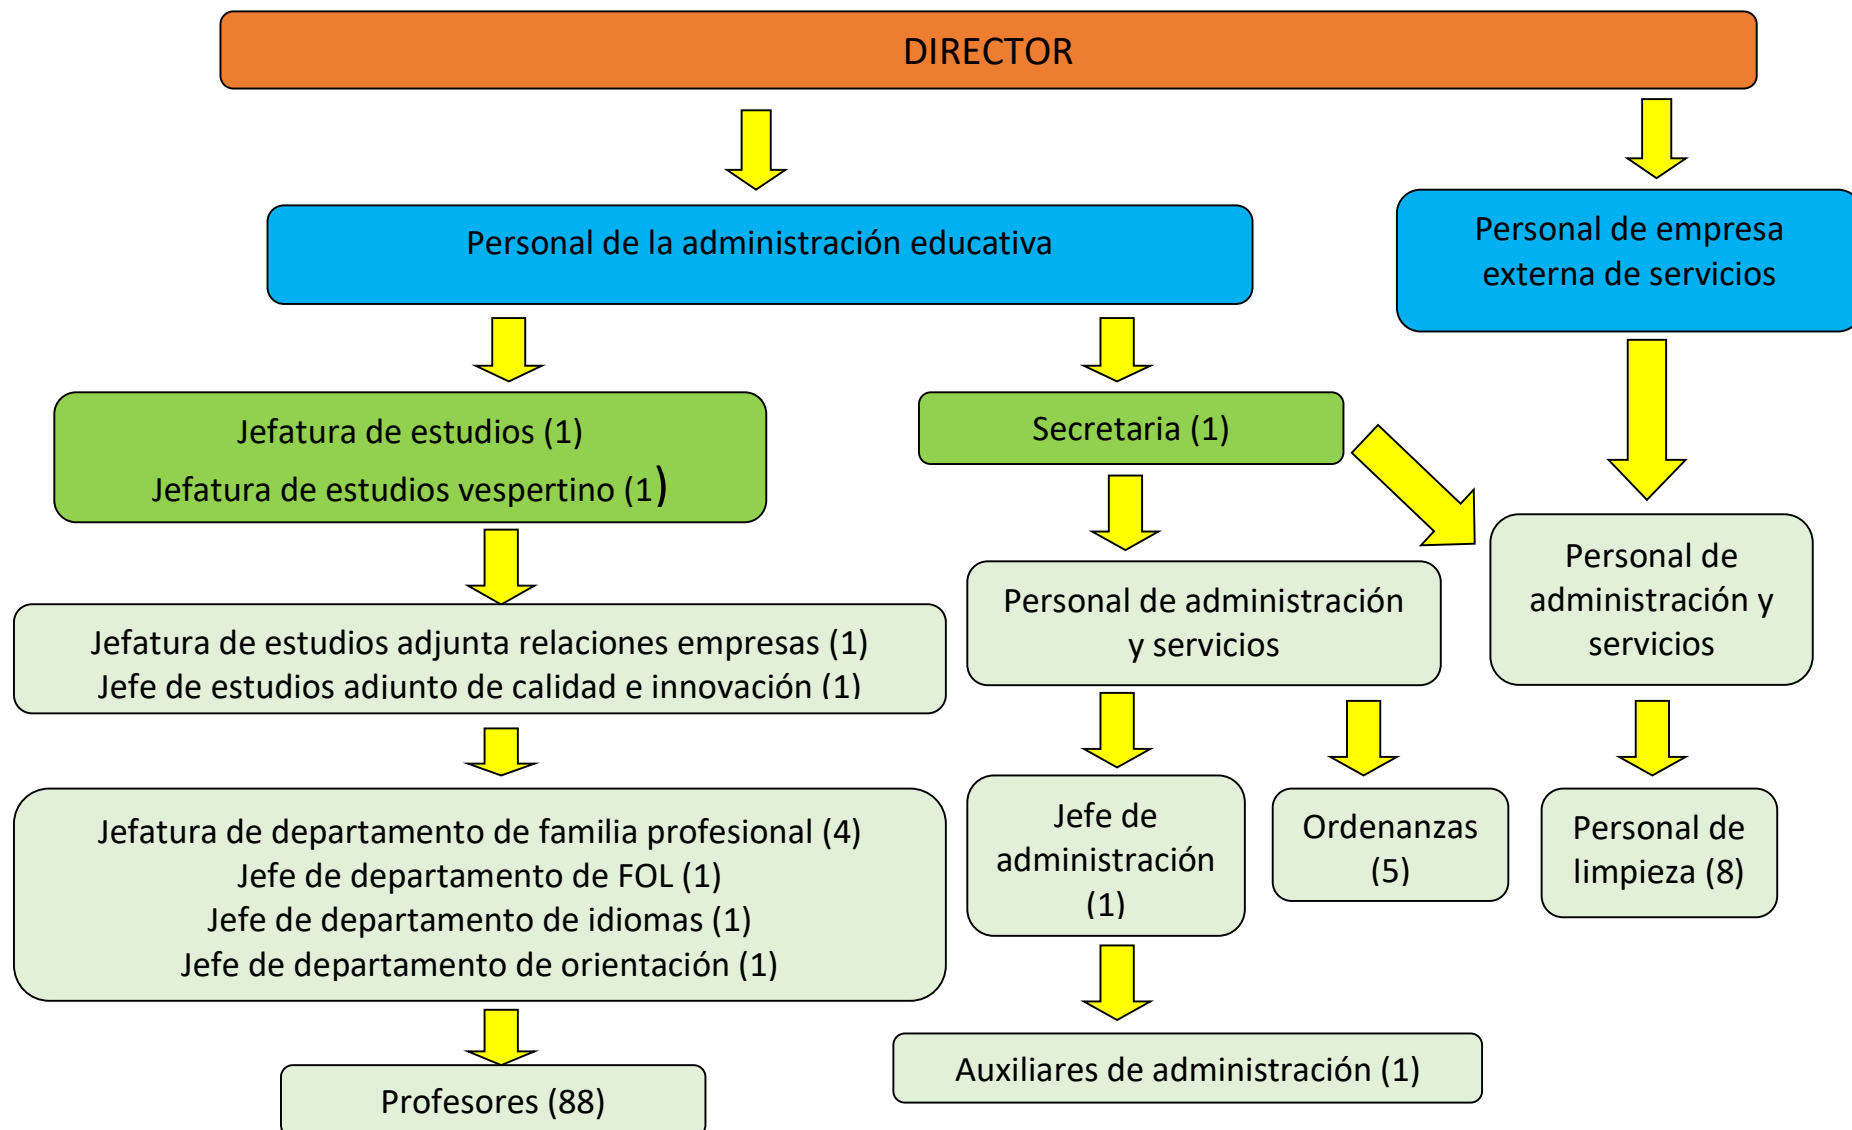 DIRECTOR
Personal de la administración educativa
Personal de empresa
externa de servicios
Jefatura de estudios (1)
Jefatura de estudios vespertino (1)
Secretaria (1)
Jefatura de estudios adjunta relaciones empresas (1)
Jefe de estudios adjunto de calidad e innovación (1)
Personal de administración
y servicios
Personal de
administración y
servicios
Jefatura de departamento de familia profesional (4)
Jefe de departamento de FOL (1)
Jefe de departamento de idiomas (1)
Jefe de departamento de orientación (1)
Jefe de
administración
(1)
Ordenanzas
(5)
Personal de
limpieza (8)
Profesores (88)
Auxiliares de administración (1)